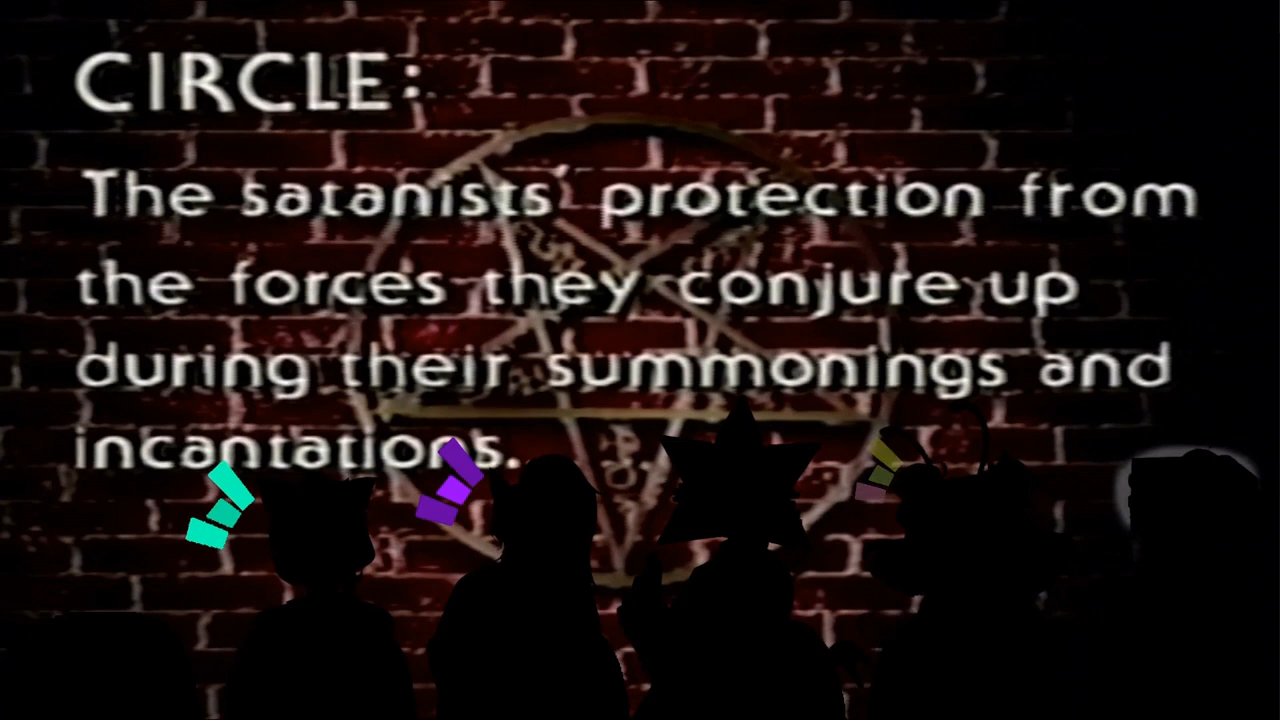 CIRCLE:
The satanists' protection from
the forces they conjure up
during their summonings and
incantations.